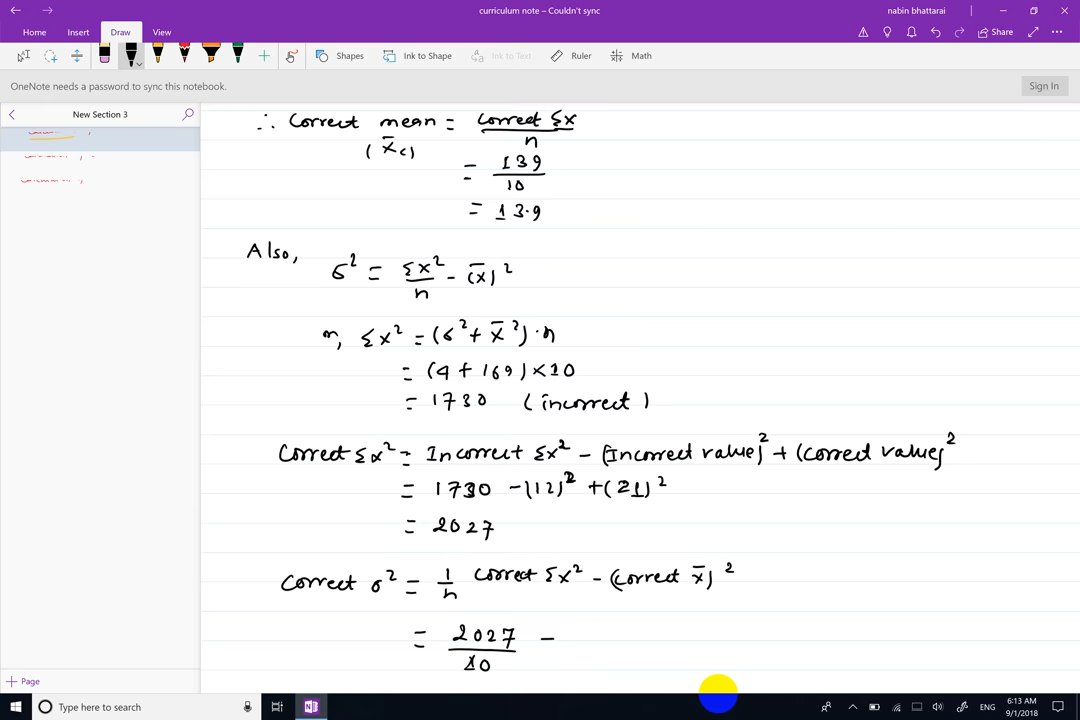 curriculum note – Couldn't sync
nabin bhattarai
Home Insert Draw View
Share
Shapes Ink to Shape Ink to Text Ruler Math
OneNote needs a password to sync this notebook.
Sign In
New Section 3
∴ Correct mean = correct Σx / n
(x̄c)
= 139 / 10
= 13.9
Also,
σ² = Σx² / n - (x̄)²
or, Σx² = (σ² + x̄²)·n
= (4 + 169) × 10
= 1730 (incorrect)
Correct Σx² = Incorrect Σx² - (Incorrect value)² + (correct value)²
= 1730 - (12)² + (21)²
= 2027
Correct σ² = 1/n correct Σx² - (correct x̄)²
= 2027 / 10 -
+ Page
Type here to search
6:13 AM
ENG
9/1/2018